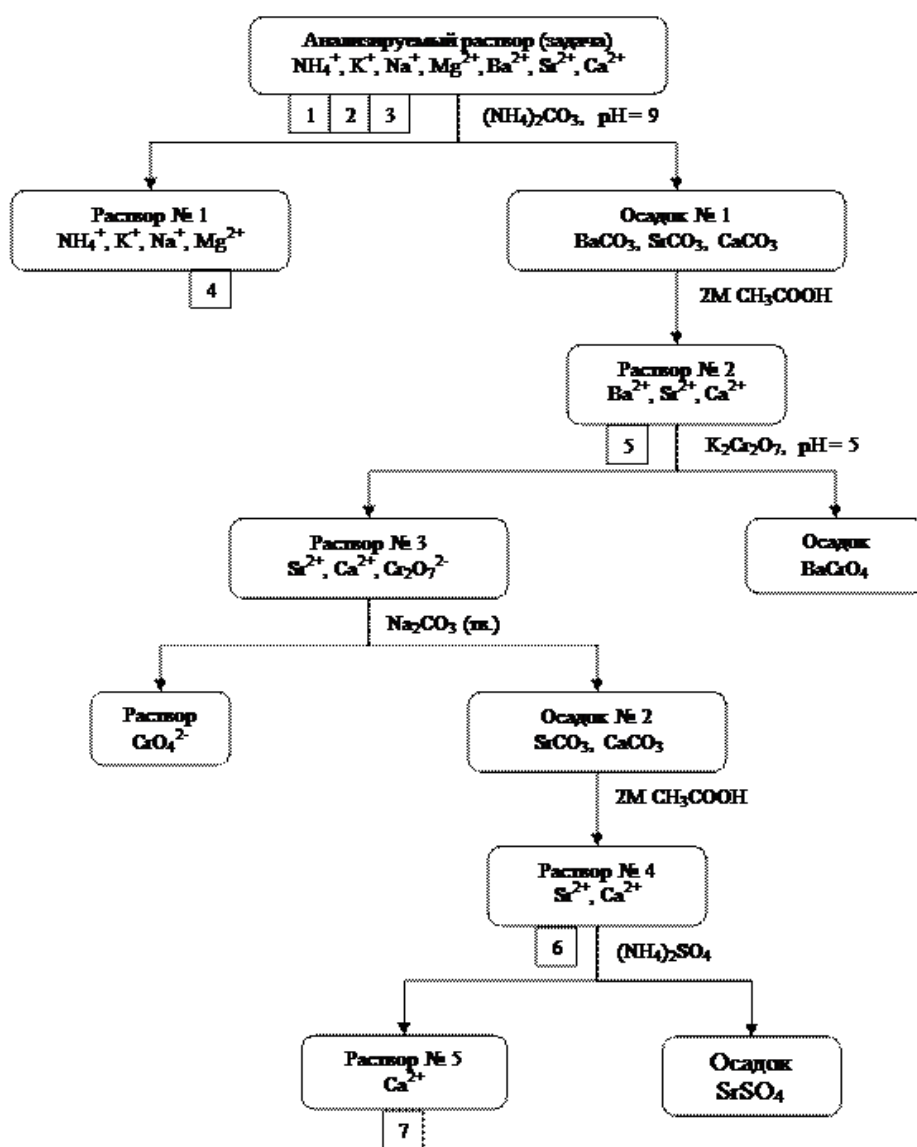 Анализируемый раствор (задача)
NH₄⁺, K⁺, Na⁺, Mg²⁺, Ba²⁺, Sr²⁺, Ca²⁺
1 2 3
(NH₄)₂CO₃, pH = 9
Раствор № 1
NH₄⁺, K⁺, Na⁺, Mg²⁺
4
Осадок № 1
BaCO₃, SrCO₃, CaCO₃
2M CH₃COOH
Раствор № 2
Ba²⁺, Sr²⁺, Ca²⁺
5
K₂Cr₂O₇, pH = 5
Раствор № 3
Sr²⁺, Ca²⁺, Cr₂O₇²⁻
Осадок
BaCrO₄
Na₂CO₃ (тв.)
Раствор
CrO₄²⁻
Осадок № 2
SrCO₃, CaCO₃
2M CH₃COOH
Раствор № 4
Sr²⁺, Ca²⁺
6
(NH₄)₂SO₄
Раствор № 5
Ca²⁺
7
Осадок
SrSO₄